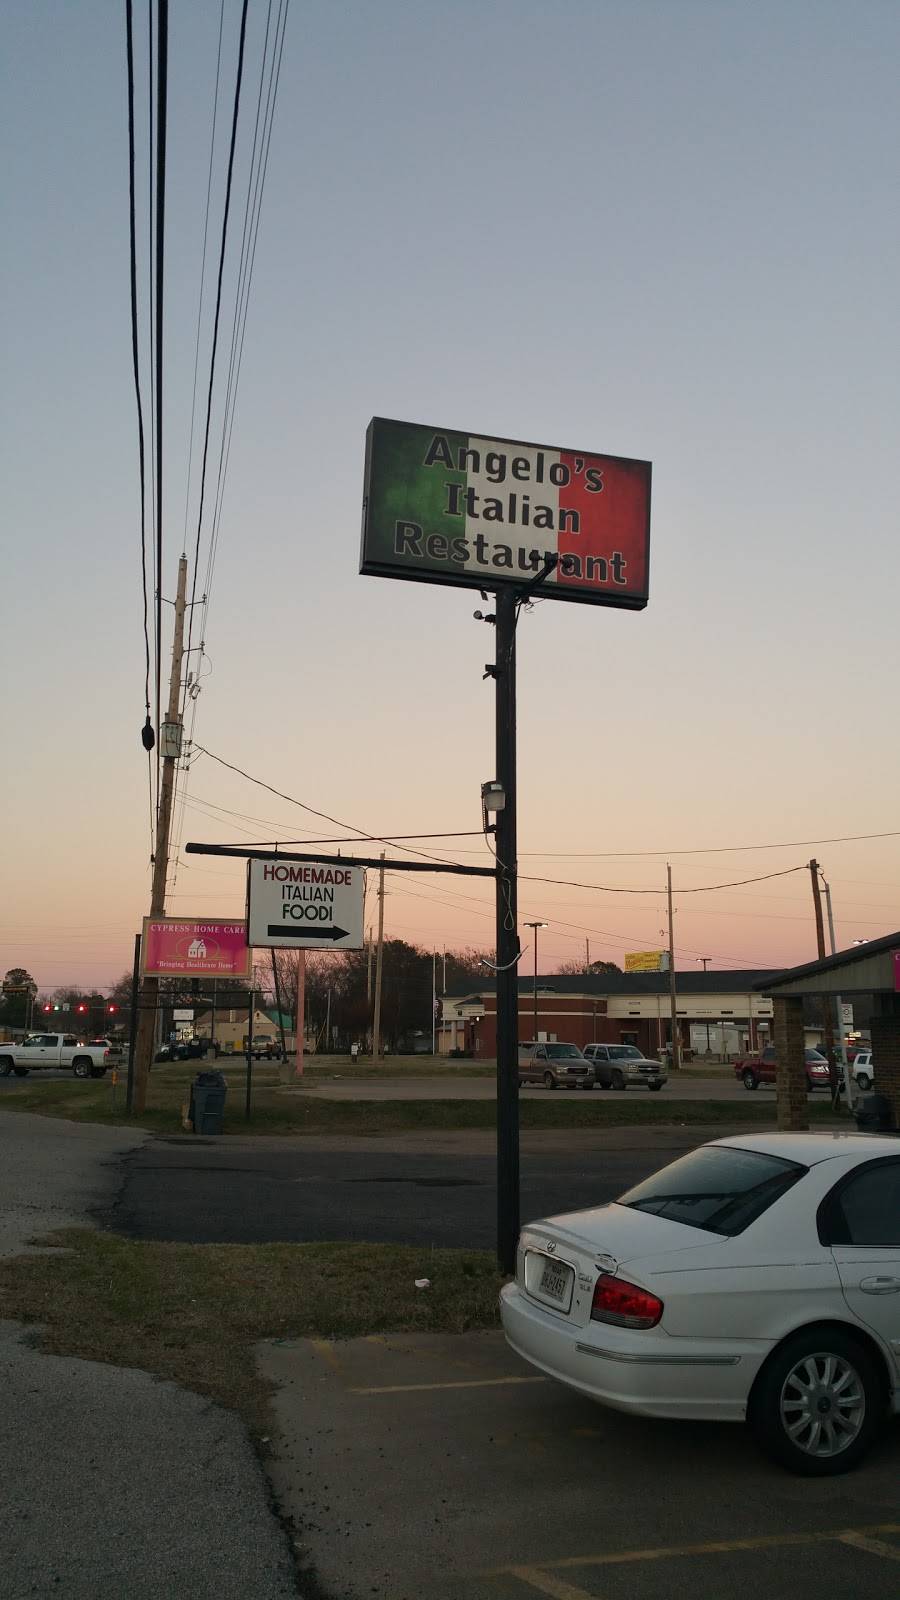 Angelo's
Italian
Restaurant
HOMEMADE
ITALIAN
FOOD!
CYPRESS HOME CARE
"Bringing Healthcare Home"